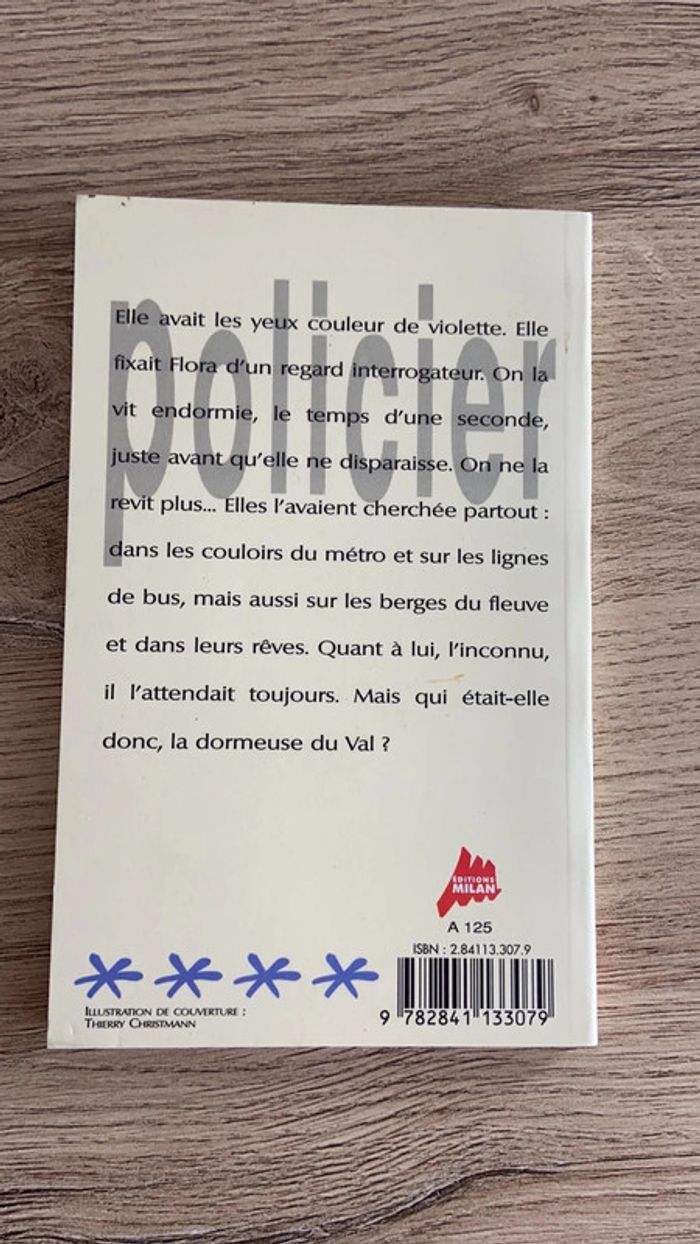 policier
Elle avait les yeux couleur de violette. Elle
fixait Flora d'un regard interrogateur. On la
vit endormie, le temps d'une seconde,
juste avant qu'elle ne disparaisse. On ne la
revit plus... Elles l'avaient cherchée partout :
dans les couloirs du métro et sur les lignes
de bus, mais aussi sur les berges du fleuve
et dans leurs rêves. Quant à lui, l'inconnu,
il l'attendait toujours. Mais qui était-elle
donc, la dormeuse du Val ?
ÉDITIONS
MILAN
A 125
ISBN : 2.84113.307.9
9 782841 133079
ILLUSTRATION DE COUVERTURE :
THIERRY CHRISTMANN